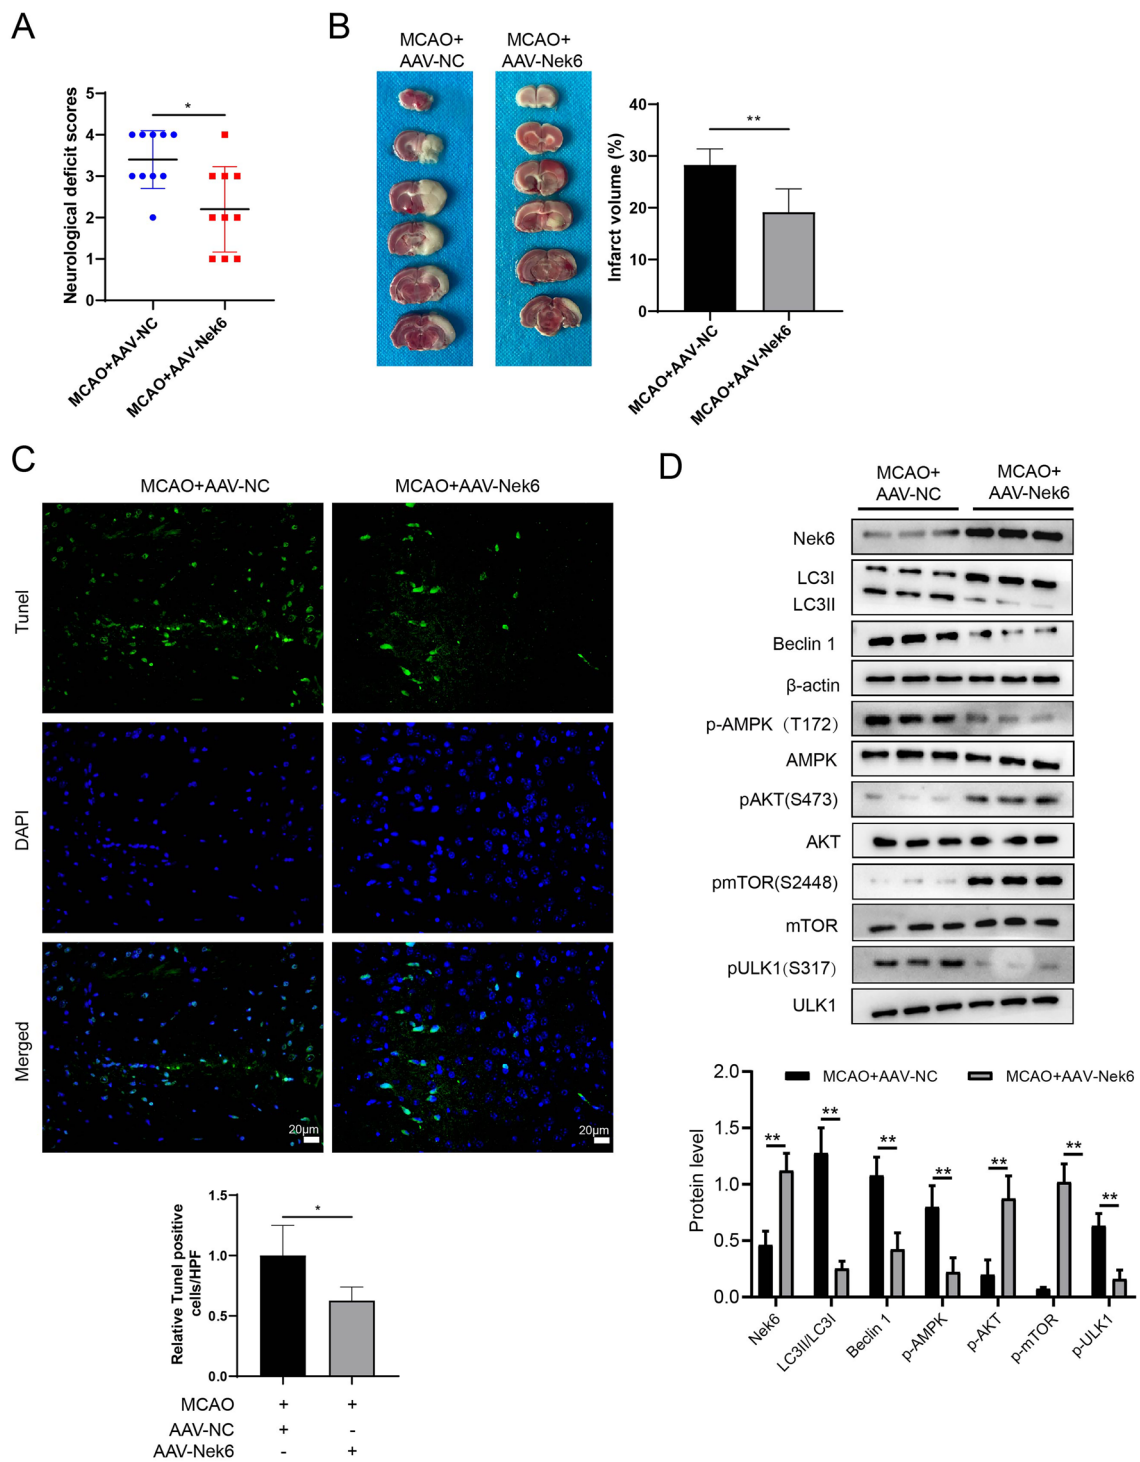 A
Neurological deficit scores
5
4
3
2
1
0
*
MCAO+AAV-NC
MCAO+AAV-Nek6
B
MCAO+
AAV-NC
MCAO+
AAV-Nek6
Infarct volume (%)
40
30
20
10
0
**
MCAO+AAV-NC
MCAO+AAV-Nek6
C
MCAO+AAV-NC
MCAO+AAV-Nek6
Tunel
DAPI
Merged
20μm
20μm
Relative Tunel positive
cells/HPF
1.5
1.0
0.5
0.0
*
MCAO + +
AAV-NC + -
AAV-Nek6 - +
D
MCAO+
AAV-NC
MCAO+
AAV-Nek6
Nek6
LC3I
LC3II
Beclin 1
β-actin
p-AMPK（T172）
AMPK
pAKT(S473)
AKT
pmTOR(S2448)
mTOR
pULK1(S317）
ULK1
MCAO+AAV-NC
MCAO+AAV-Nek6
Protein level
2.0
1.5
1.0
0.5
0.0
** ** ** ** ** ** **
Nek6
LC3II/LC3I
Beclin 1
p-AMPK
p-AKT
p-mTOR
p-ULK1